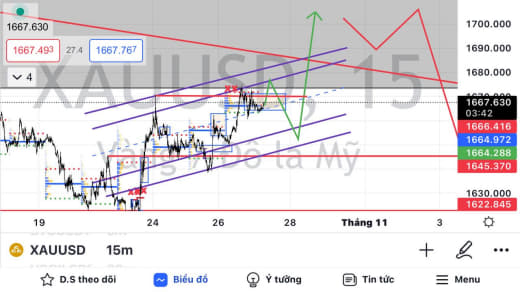 1667.630
1667.493 27.4 1667.767
4
XAUUSD, 15
Vàng / Đô la Mỹ
1700.000
1690.000
1680.000
1667.630
03:42
1666.416
1664.972
1664.288
1645.370
1630.000
1622.845
19 24 26 28 Tháng 11 3
XAUUSD 15m
D.S theo dõi Biểu đồ Ý tưởng Tin tức Menu